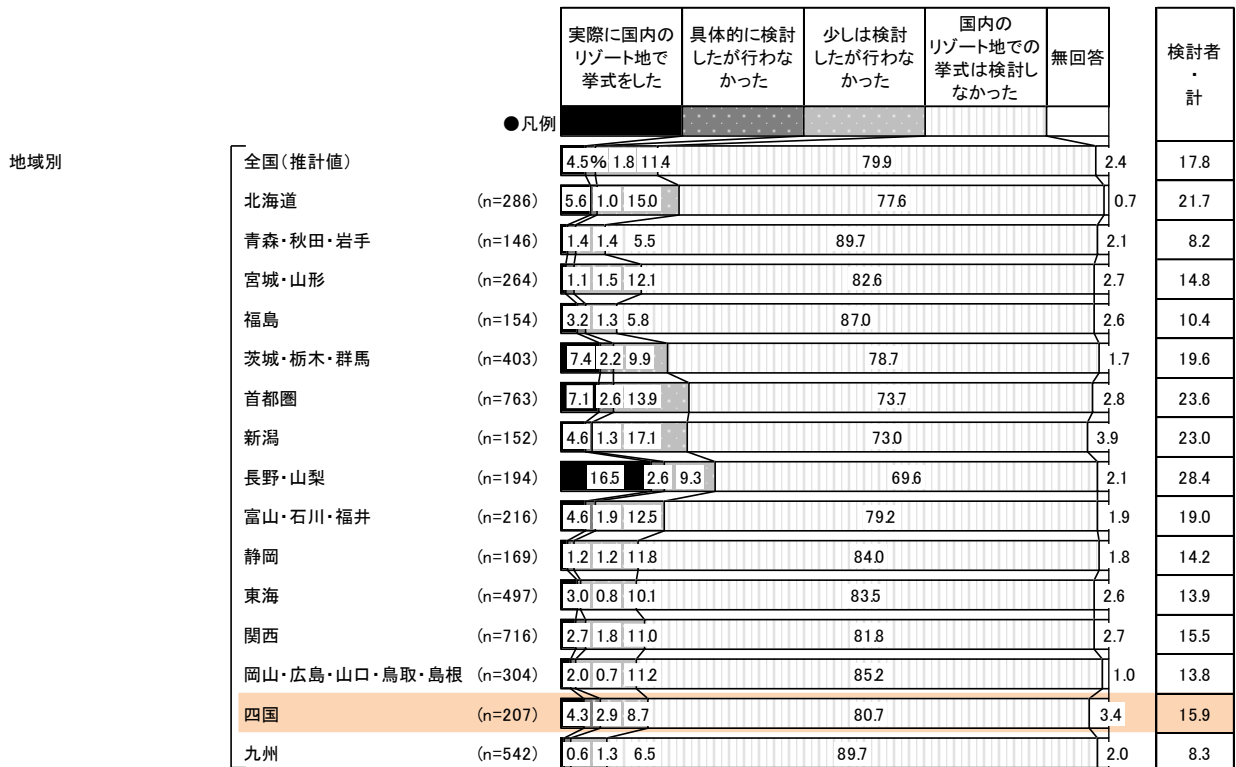 実際に国内の
リゾート地で
挙式をした
具体的に検討
したが行わな
かった
少しは検討
したが行わな
かった
国内の
リゾート地での
挙式は検討し
なかった
無回答
検討者
・
計
●凡例
地域別
全国(推計値) 4.5% 1.8 11.4 79.9 2.4 17.8
北海道 (n=286) 5.6 1.0 15.0 77.6 0.7 21.7
青森・秋田・岩手 (n=146) 1.4 1.4 5.5 89.7 2.1 8.2
宮城・山形 (n=264) 1.1 1.5 12.1 82.6 2.7 14.8
福島 (n=154) 3.2 1.3 5.8 87.0 2.6 10.4
茨城・栃木・群馬 (n=403) 7.4 2.2 9.9 78.7 1.7 19.6
首都圏 (n=763) 7.1 2.6 13.9 73.7 2.8 23.6
新潟 (n=152) 4.6 1.3 17.1 73.0 3.9 23.0
長野・山梨 (n=194) 16.5 2.6 9.3 69.6 2.1 28.4
富山・石川・福井 (n=216) 4.6 1.9 12.5 79.2 1.9 19.0
静岡 (n=169) 1.2 1.2 11.8 84.0 1.8 14.2
東海 (n=497) 3.0 0.8 10.1 83.5 2.6 13.9
関西 (n=716) 2.7 1.8 11.0 81.8 2.7 15.5
岡山・広島・山口・鳥取・島根 (n=304) 2.0 0.7 11.2 85.2 1.0 13.8
四国 (n=207) 4.3 2.9 8.7 80.7 3.4 15.9
九州 (n=542) 0.6 1.3 6.5 89.7 2.0 8.3